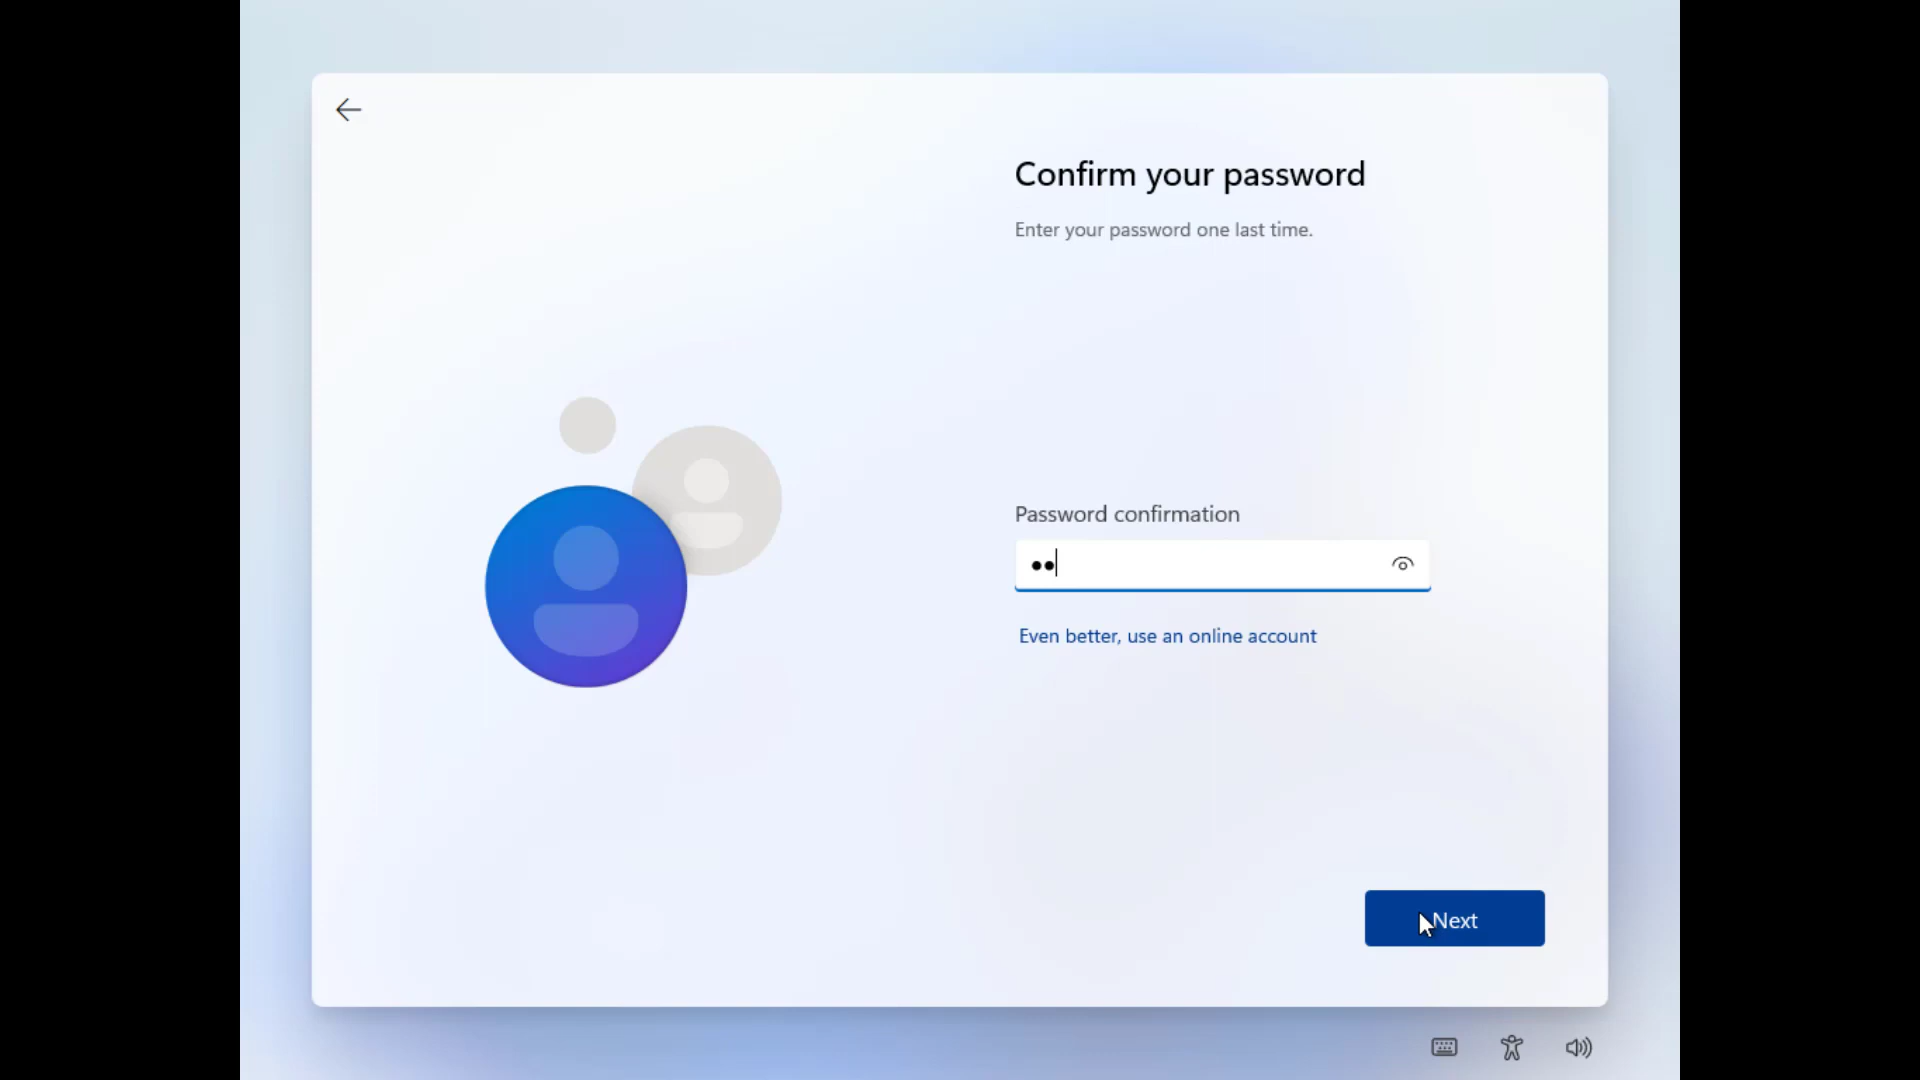 Confirm your password
Enter your password one last time.
Password confirmation
●●
Even better, use an online account
Next